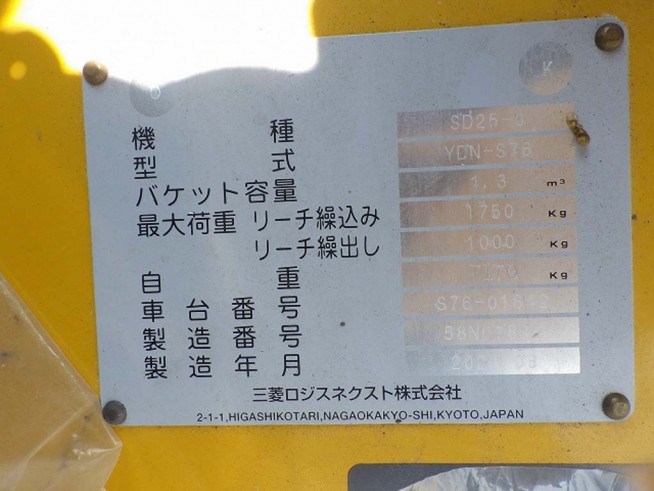 K
機種 SD25-3
型式 YDN-S76
バケット容量 1.3 m³
最大荷重 リーチ繰込み 1750 Kg
リーチ繰出し 1000 Kg
自重 Kg
車台番号
製造番号
製造年月
三菱ロジスネクスト株式会社
2-1-1,HIGASHIKOTARI,NAGAOKAKYO-SHI,KYOTO,JAPAN